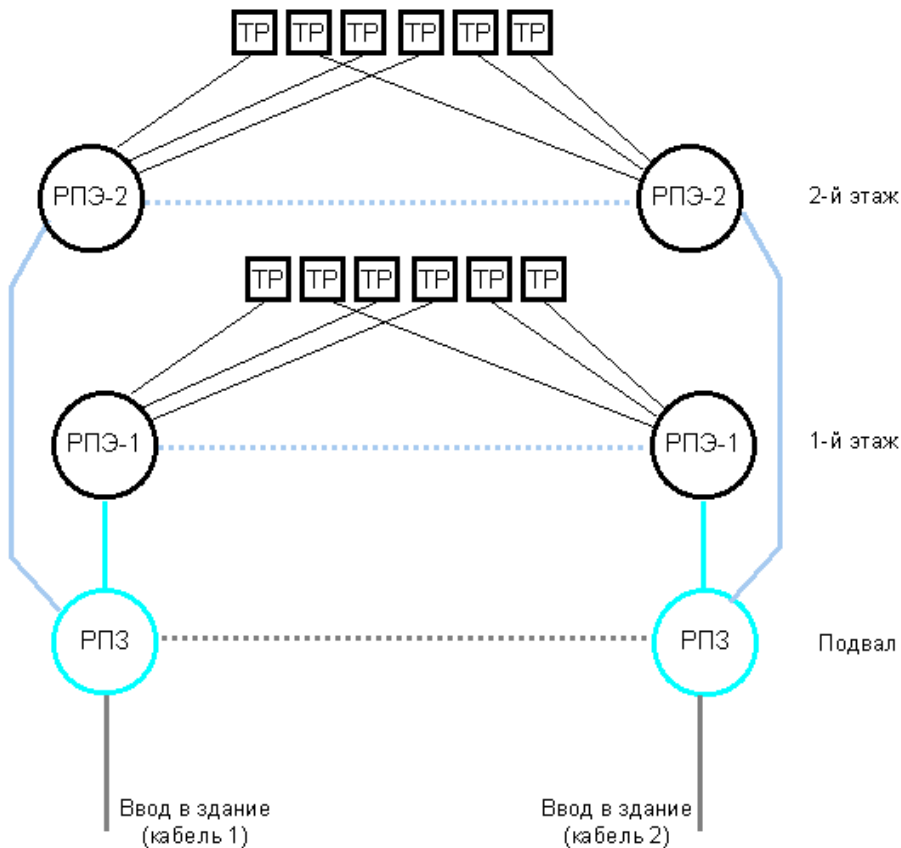 ТР ТР ТР ТР ТР ТР
РПЭ-2 РПЭ-2 2-й этаж
ТР ТР ТР ТР ТР ТР
РПЭ-1 РПЭ-1 1-й этаж
РПЗ РПЗ Подвал
Ввод в здание
(кабель 1)
Ввод в здание
(кабель 2)